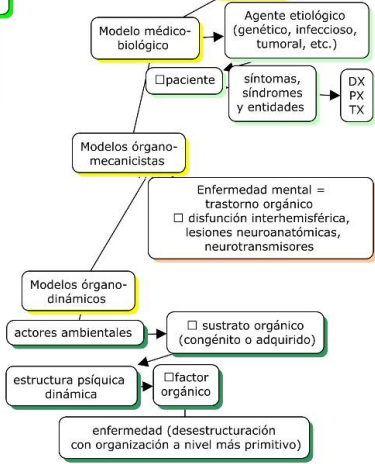 Modelo médico-
biológico
Agente etiológico
(genético, infeccioso,
tumoral, etc.)
□paciente
síntomas,
síndromes
y entidades
DX
PX
TX
Modelos órgano-
mecanicistas
Enfermedad mental =
trastorno orgánico
□ disfunción interhemisférica,
lesiones neuroanatómicas,
neurotransmisores
Modelos órgano-
dinámicos
actores ambientales
□ sustrato orgánico
(congénito o adquirido)
estructura psíquica
dinámica
□factor
orgánico
enfermedad (desestructuración
con organización a nivel más primitivo)